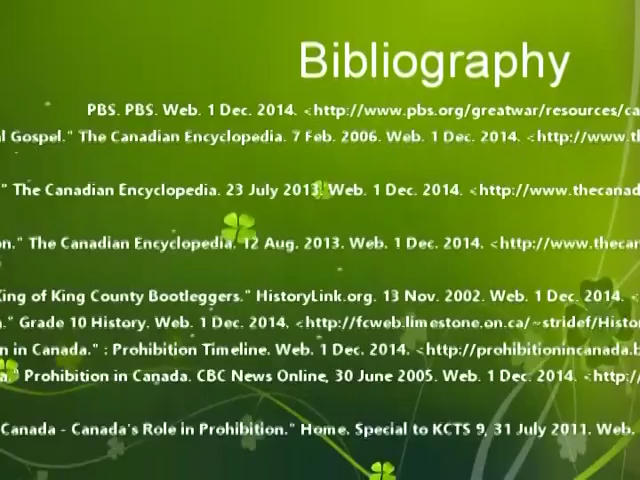 Bibliography
PBS. PBS. Web. 1 Dec. 2014. <http://www.pbs.org/greatwar/resources/ca
l Gospel." The Canadian Encyclopedia. 7 Feb. 2006. Web. 1 Dec. 2014. <http://www.th
" The Canadian Encyclopedia. 23 July 2013. Web. 1 Dec. 2014. <http://www.thecanad
on." The Canadian Encyclopedia. 12 Aug. 2013. Web. 1 Dec. 2014. <http://www.thecan
King of King County Bootleggers." HistoryLink.org. 13 Nov. 2002. Web. 1 Dec. 2014. <
." Grade 10 History. Web. 1 Dec. 2014. <http://fcweb.limestone.on.ca/~stridef/Histo
n in Canada." : Prohibition Timeline. Web. 1 Dec. 2014. <http://prohibitionincanada.b
a." Prohibition in Canada. CBC News Online, 30 June 2005. Web. 1 Dec. 2014. <http:/
Canada - Canada's Role in Prohibition." Home. Special to KCTS 9, 31 July 2011. Web.